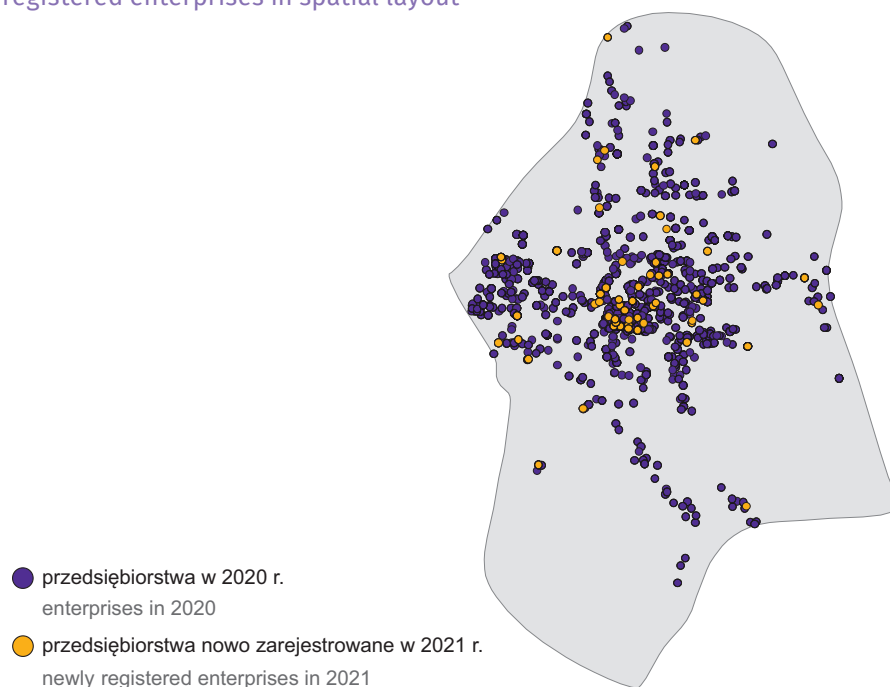 registered enterprises in spatial layout
przedsiębiorstwa w 2020 r.
enterprises in 2020
przedsiębiorstwa nowo zarejestrowane w 2021 r.
newly registered enterprises in 2021